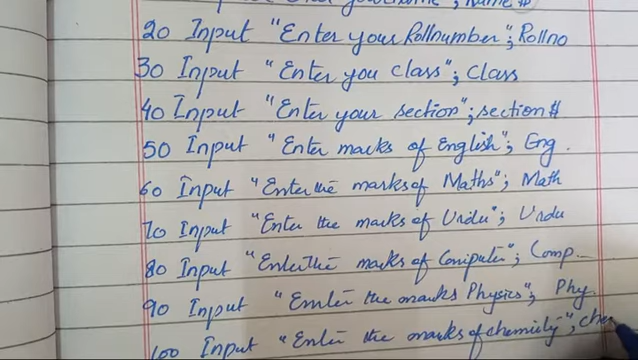 name $
20 Input "Enter your Rollnumber"; Rollno
30 Input "Enter you class"; Class
40 Input "Enter your section"; section$
50 Input "Enter marks of English"; Eng.
60 Input "Enter the marks of Maths"; Math
70 Input "Enter the marks of Urdu"; Urdu
80 Input "Enter the marks of Computer"; Comp
90 Input "Enter the marks Physics"; Phy
100 Input "Enter the marks of chemisty"; che